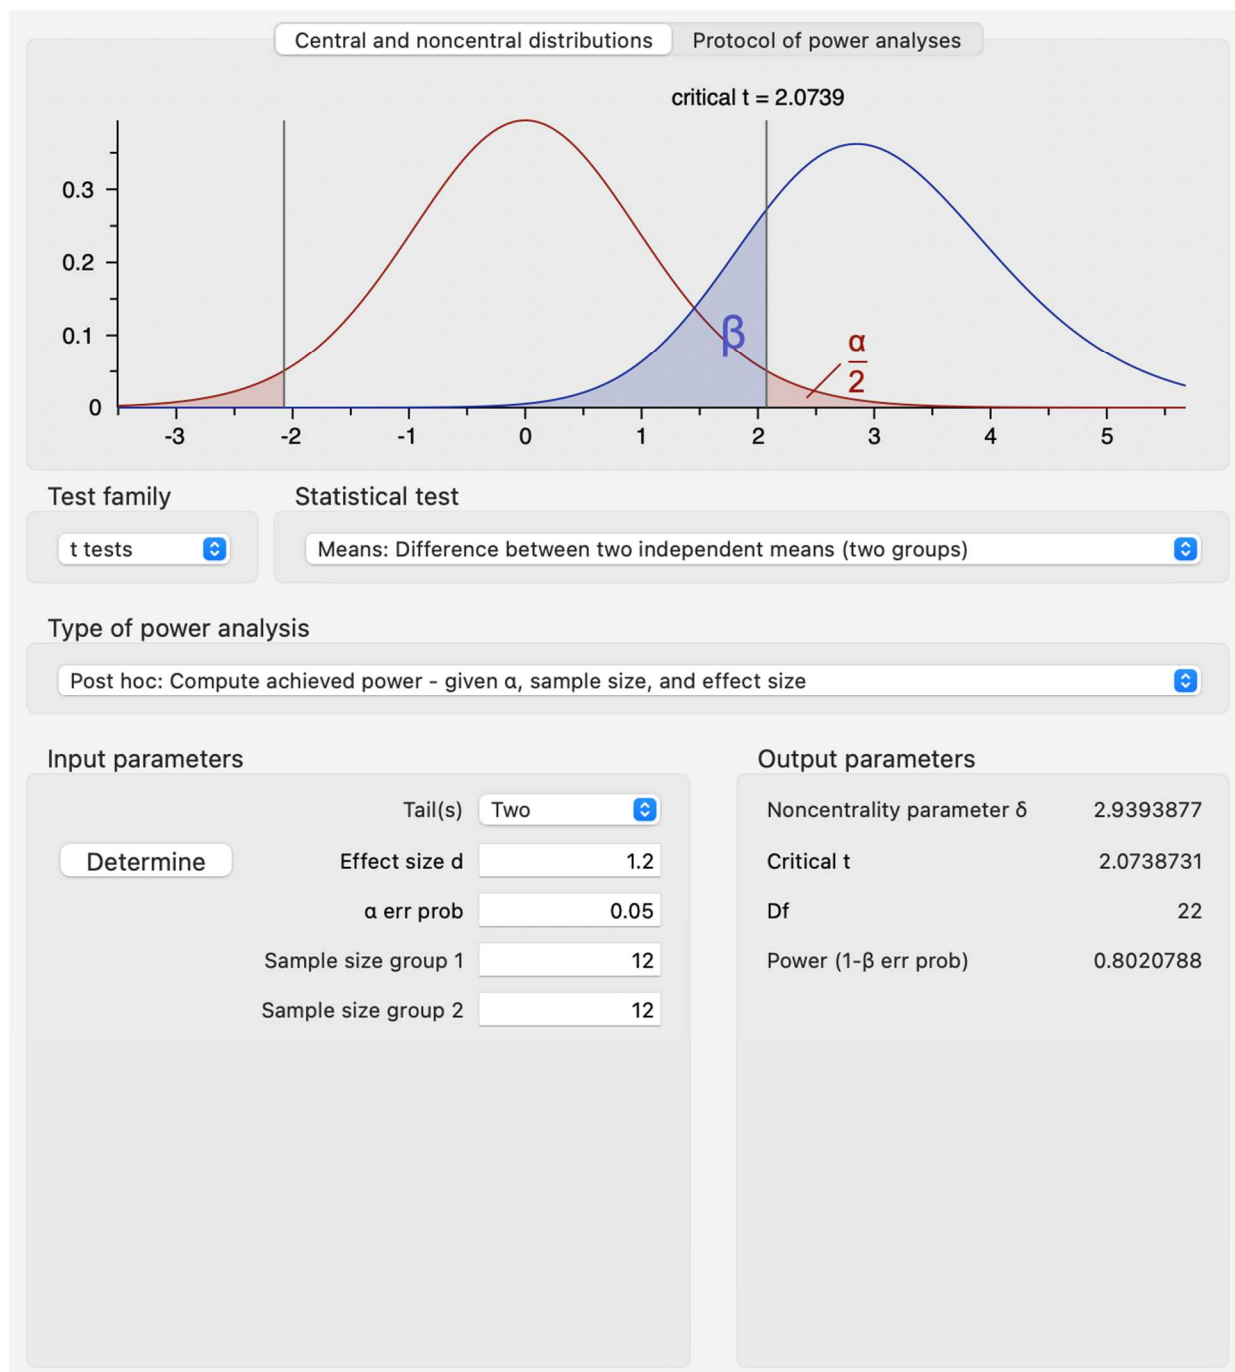 Central and noncentral distributions Protocol of power analyses
critical t = 2.0739
0.3
0.2
β
0.1
α
2
0
-3 -2 -1 0 1 2 3 4 5
Test family Statistical test
t tests Means: Difference between two independent means (two groups)
Type of power analysis
Post hoc: Compute achieved power - given α, sample size, and effect size
Input parameters Output parameters
Tail(s) Two Noncentrality parameter δ 2.9393877
Determine Effect size d 1.2 Critical t 2.0738731
α err prob 0.05 Df 22
Sample size group 1 12 Power (1-β err prob) 0.8020788
Sample size group 2 12